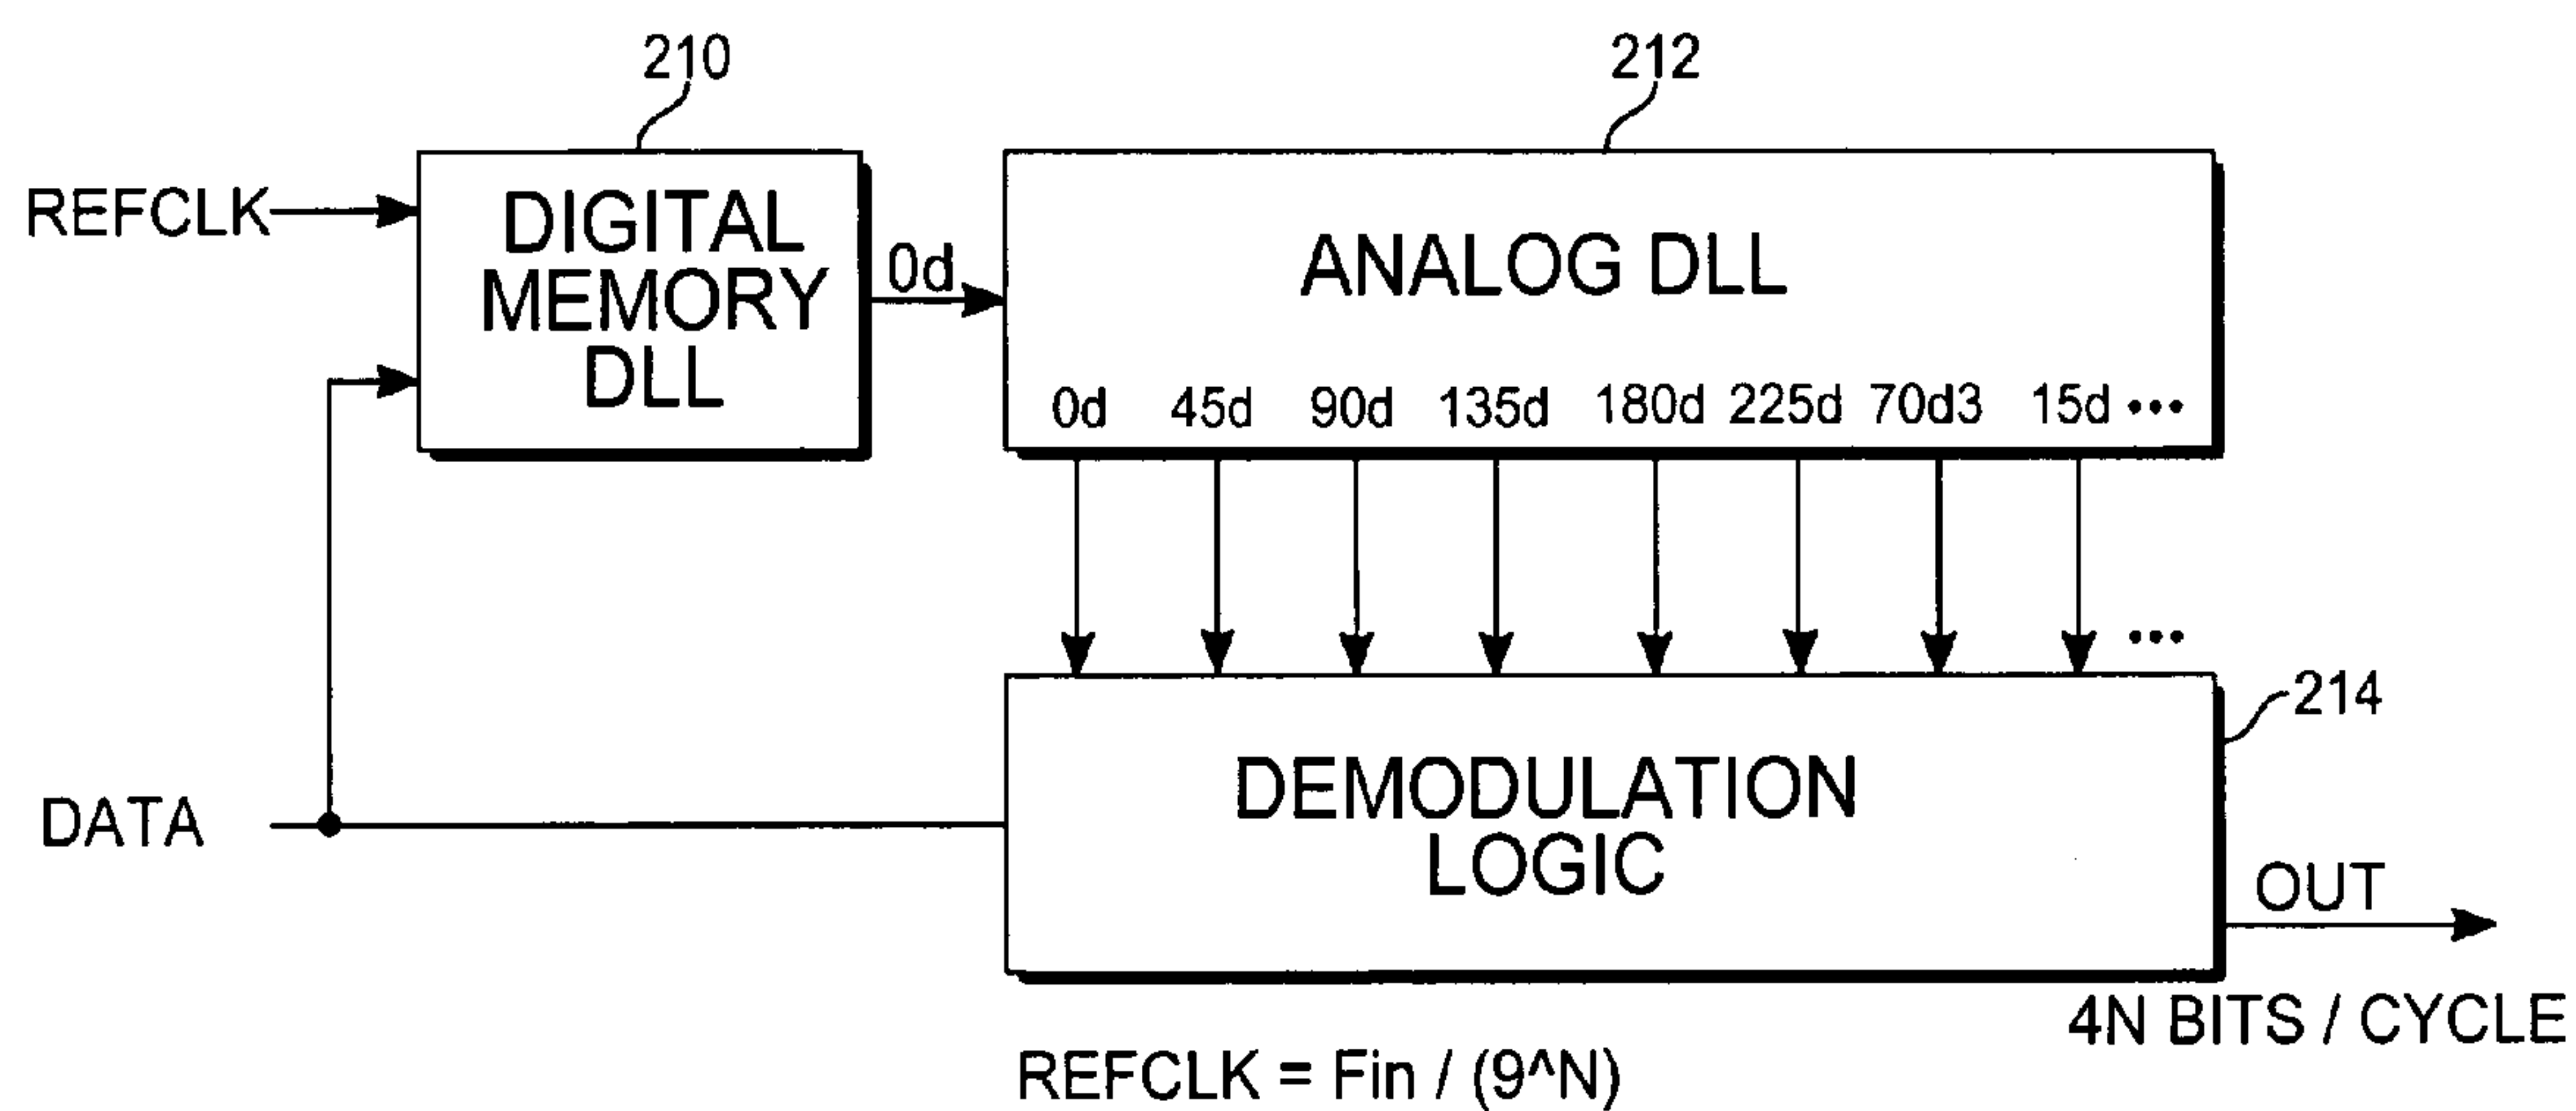 210
212
REFCLK
DIGITAL
MEMORY
DLL
0d
ANALOG DLL
0d 45d 90d 135d 180d 225d 70d3 15d •••
•••
214
DATA
DEMODULATION
LOGIC
OUT
4N BITS / CYCLE
REFCLK = Fin / (9^N)